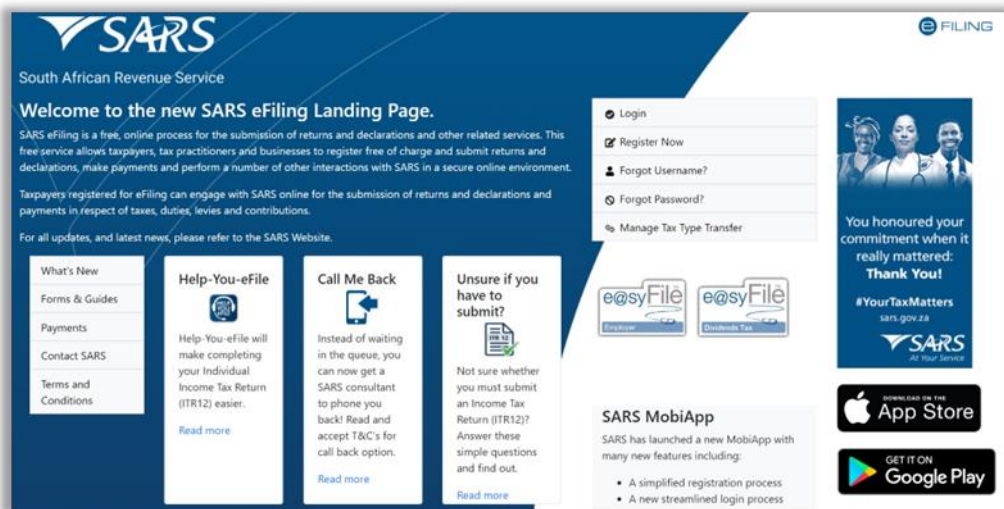 SARS
South African Revenue Service
e FILING
Welcome to the new SARS eFiling Landing Page.
SARS eFiling is a free, online process for the submission of returns and declarations and other related services. This
free service allows taxpayers, tax practitioners and businesses to register free of charge and submit returns and
declarations, make payments and perform a number of other interactions with SARS in a secure online environment.
Taxpayers registered for eFiling can engage with SARS online for the submission of returns and declarations and
payments in respect of taxes, duties, levies and contributions.
For all updates, and latest news, please refer to the SARS Website.
What's New
Forms & Guides
Payments
Contact SARS
Terms and
Conditions
Help-You-eFile
Help-You-eFile will
make completing
your Individual
Income Tax Return
(ITR12) easier.
Read more
Call Me Back
Instead of waiting
in the queue, you
can now get a
SARS consultant
to phone you
back! Read and
accept T&C's for
call back option.
Read more
Unsure if you
have to
submit?
ITR 12
Not sure whether
you must submit
an Income Tax
Return (ITR12)?
Answer these
simple questions
and find out.
Read more
Login
Register Now
Forgot Username?
Forgot Password?
Manage Tax Type Transfer
e@syFile
Employer
e@syFile
Dividends Tax
SARS MobiApp
SARS has launched a new MobiApp with
many new features including:
• A simplified registration process
• A new streamlined login process
You honoured your
commitment when it
really mattered:
Thank You!
#YourTaxMatters
sars.gov.za
SARS
At Your Service
DOWNLOAD ON THE
App Store
GET IT ON
Google Play